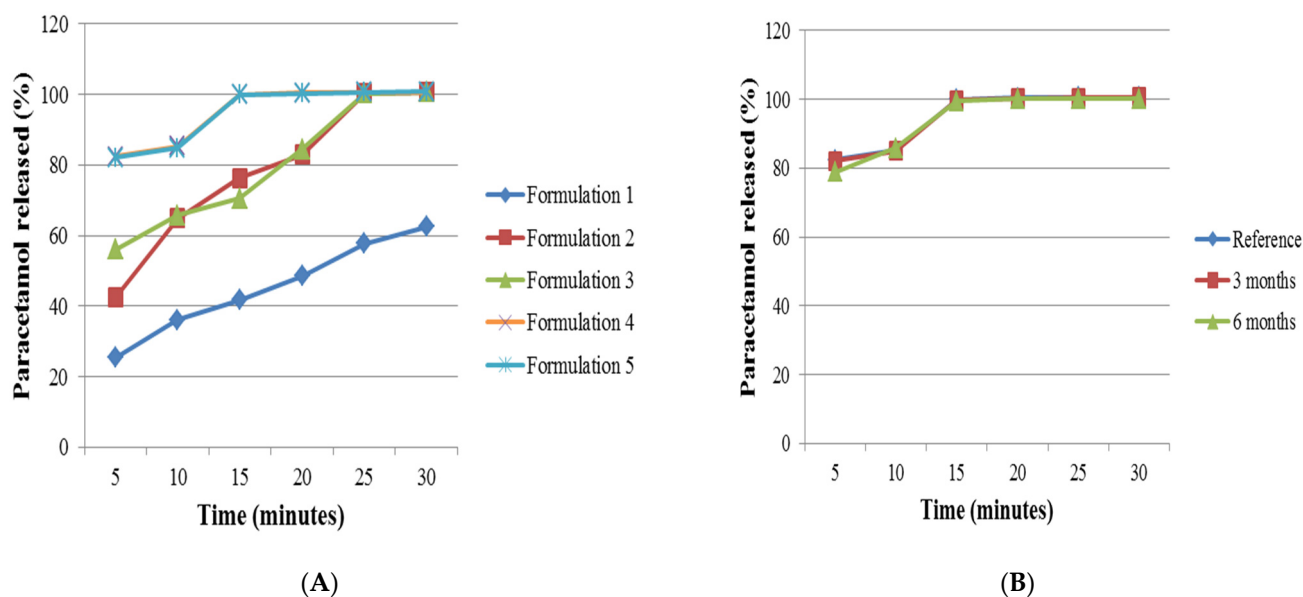 120
100
80
60
40
20
0
Paracetamol released (%)
5 10 15 20 25 30
Time (minutes)
Formulation 1
Formulation 2
Formulation 3
Formulation 4
Formulation 5
(A)
120
100
80
60
40
20
0
Paracetamol released (%)
5 10 15 20 25 30
Time (minutes)
Reference
3 months
6 months
(B)